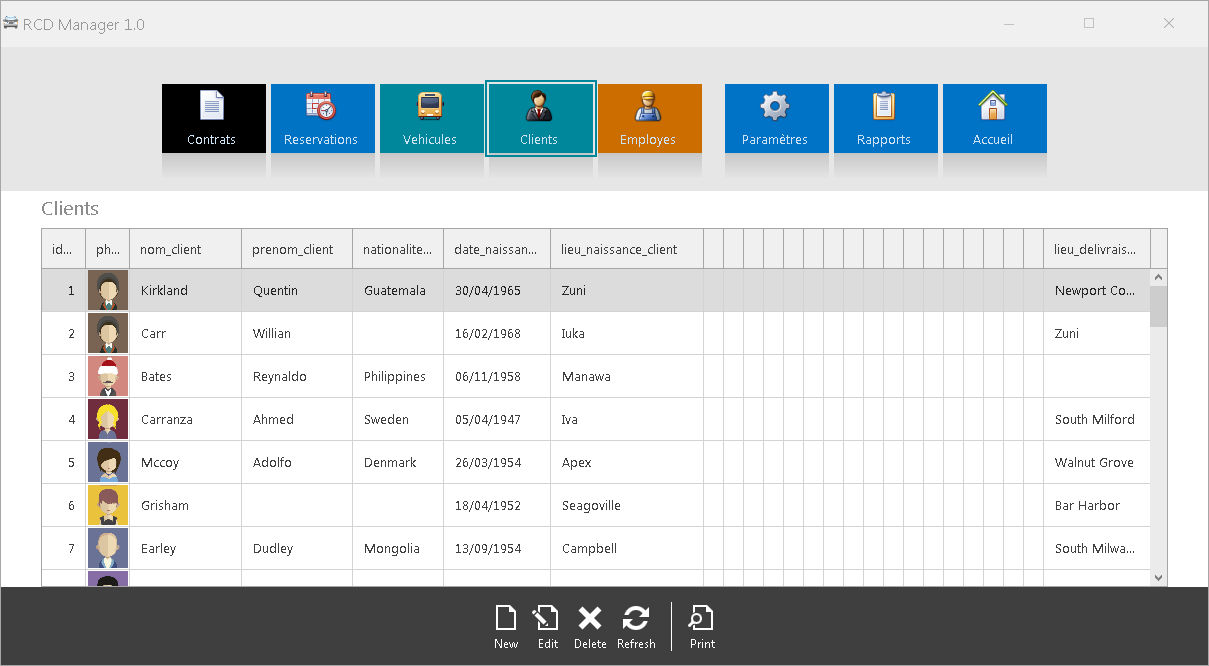 RCD Manager 1.0
Contrats Reservations Vehicules Clients Employes Paramètres Rapports Accueil
Clients
id... ph... nom_client prenom_client nationalite... date_naissan... lieu_naissance_client lieu_delivrais...
1 Kirkland Quentin Guatemala 30/04/1965 Zuni Newport Co...
2 Carr Willian 16/02/1968 Iuka Zuni
3 Bates Reynaldo Philippines 06/11/1958 Manawa
4 Carranza Ahmed Sweden 05/04/1947 Iva South Milford
5 Mccoy Adolfo Denmark 26/03/1954 Apex Walnut Grove
6 Grisham 18/04/1952 Seagoville Bar Harbor
7 Earley Dudley Mongolia 13/09/1954 Campbell South Milwa...
New Edit Delete Refresh Print